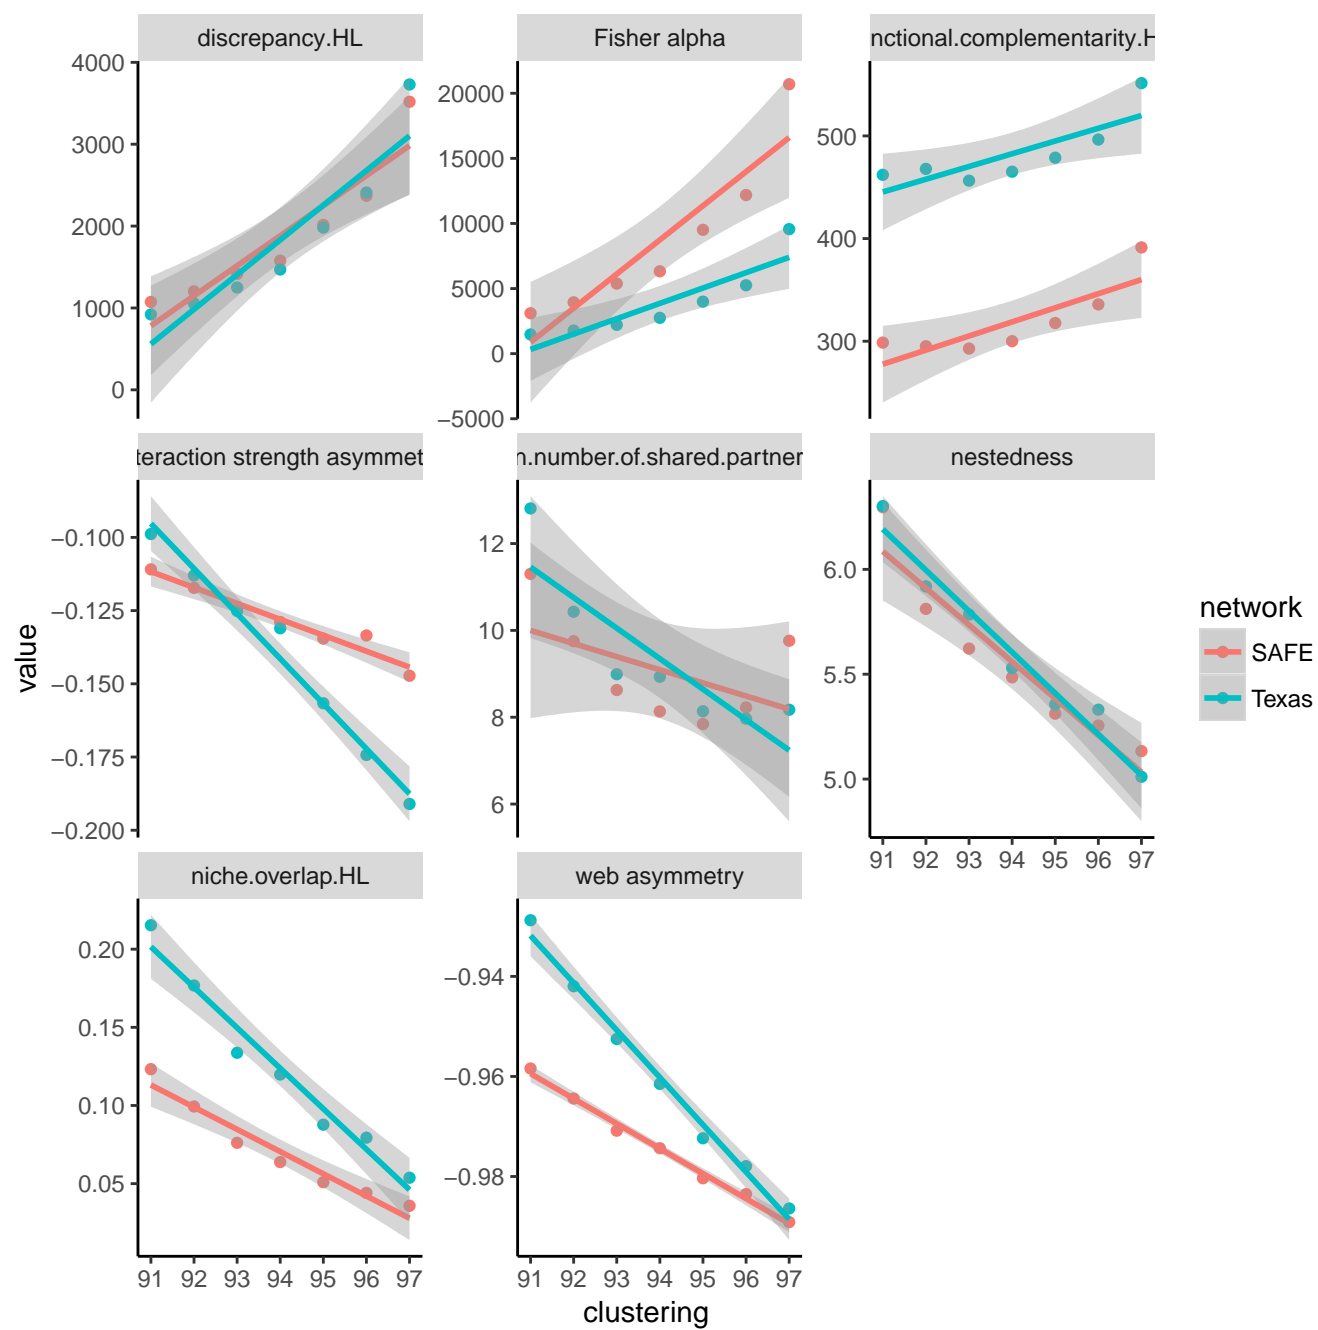 discrepancy.HL
Fisher alpha
nctional.complementarity.H
4000
3000
2000
1000
0
20000
15000
10000
5000
0
−5000
500
400
300
teraction strength asymmet
n.number.of.shared.partner
nestedness
−0.100
−0.125
−0.150
−0.175
−0.200
12
10
8
6
6.0
5.5
5.0
91 92 93 94 95 96 97
niche.overlap.HL
web asymmetry
0.20
0.15
0.10
0.05
−0.94
−0.96
−0.98
91 92 93 94 95 96 97
91 92 93 94 95 96 97
clustering
value
network
SAFE
Texas